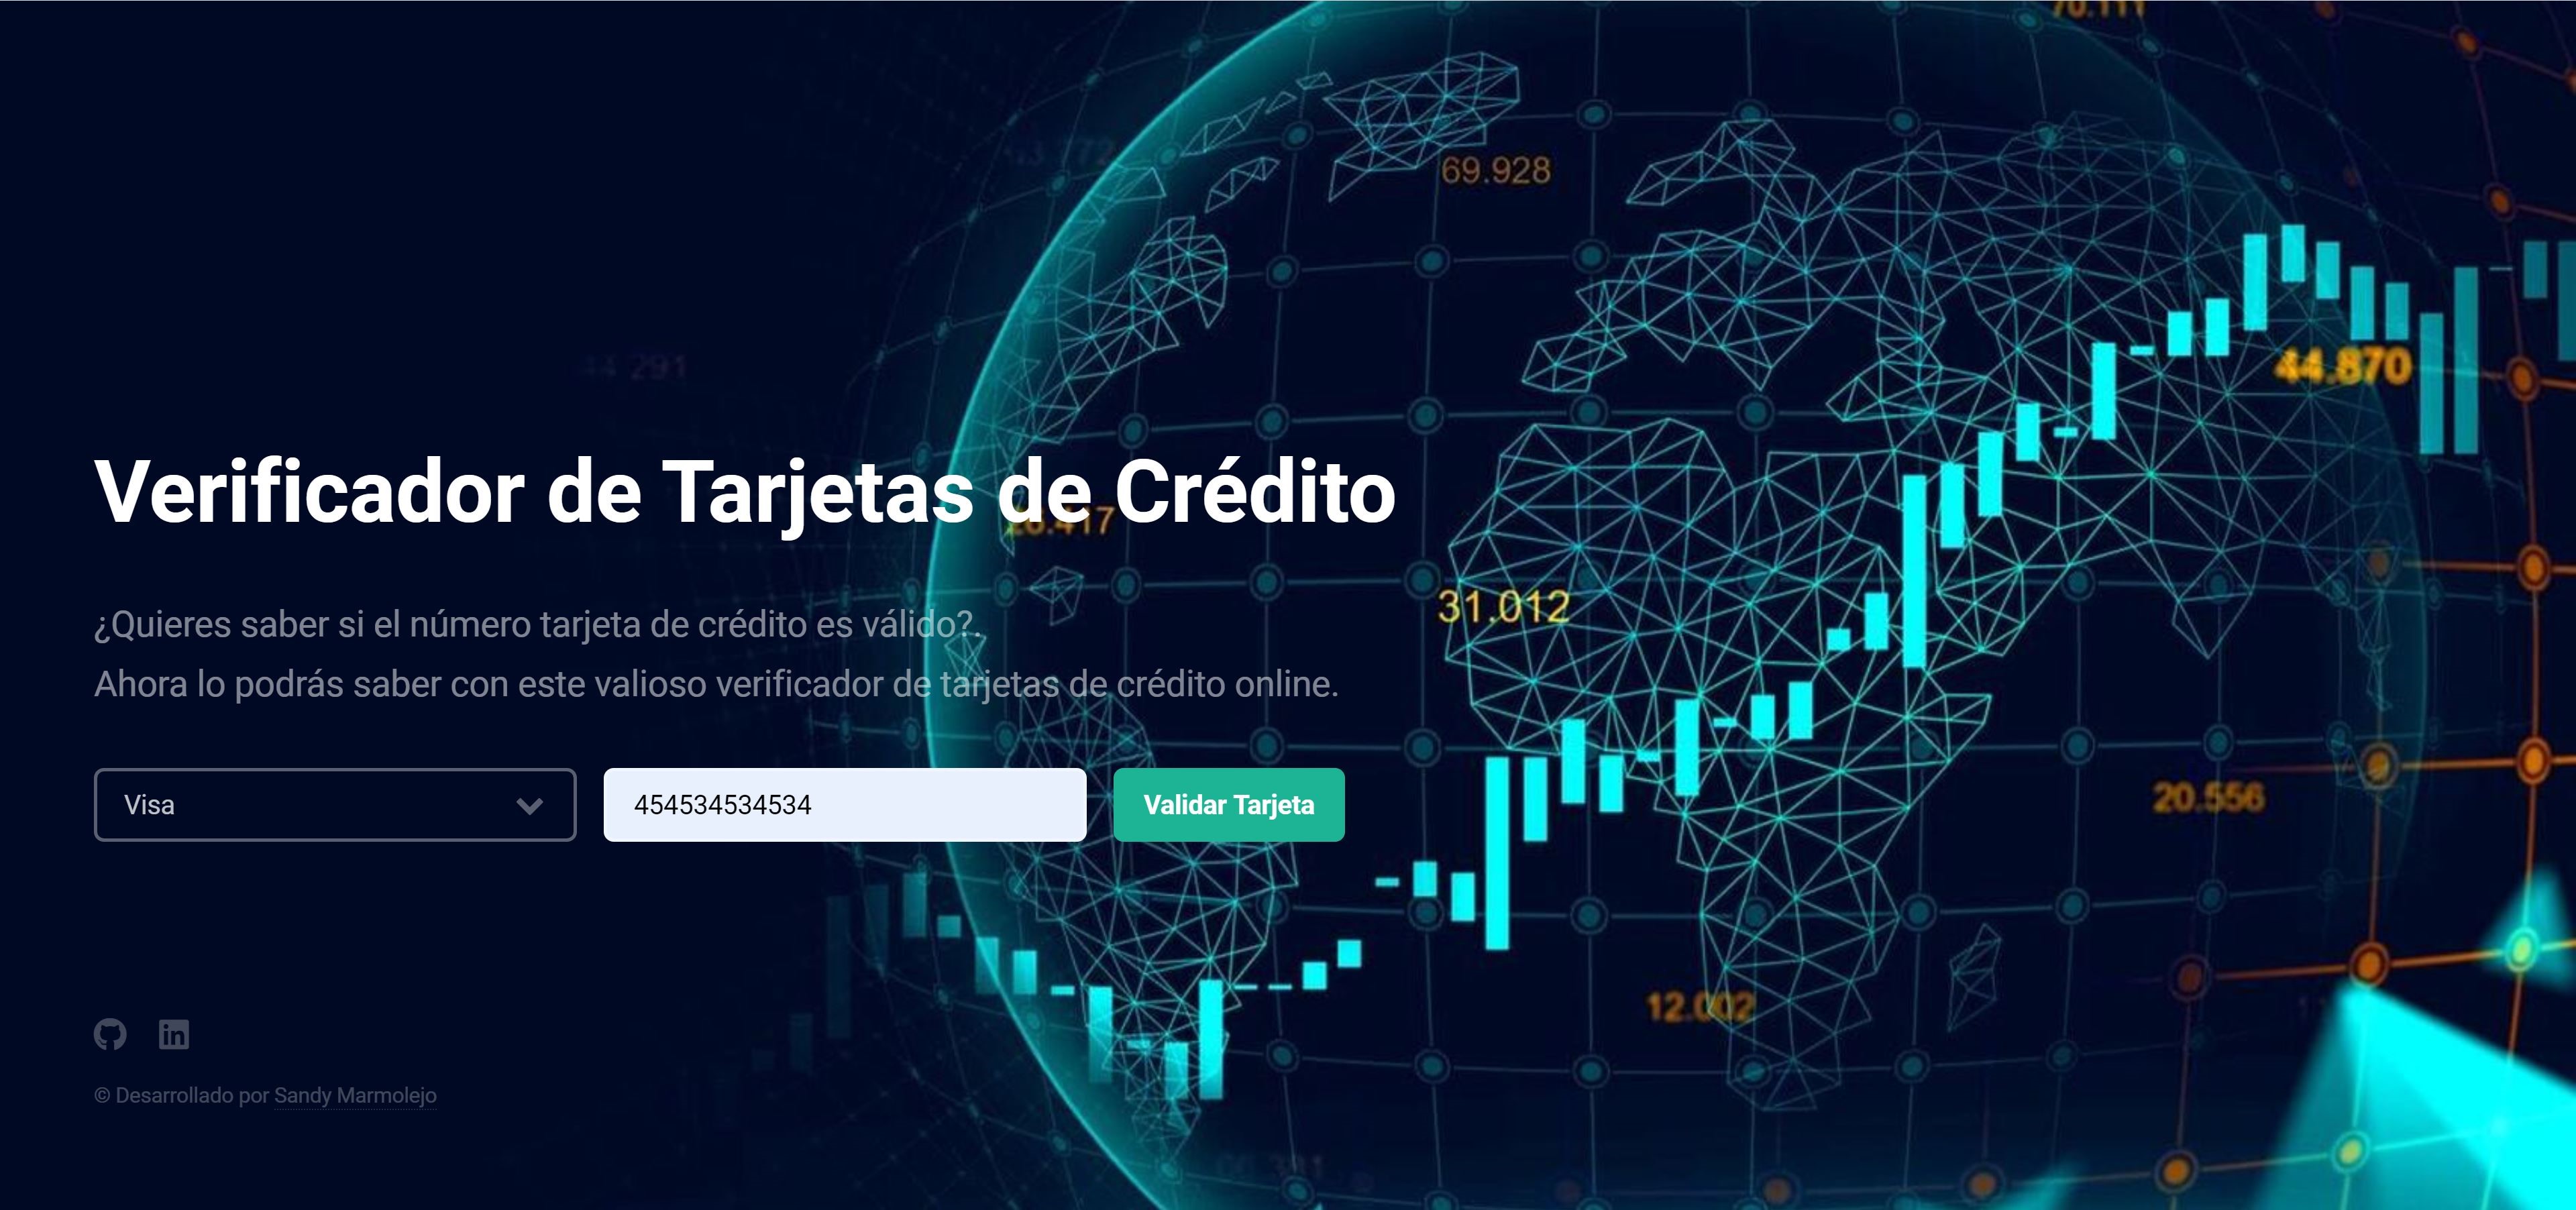 69.928
44.870
Verificador de Tarjetas de Crédito
31.012
¿Quieres saber si el número tarjeta de crédito es válido?.
Ahora lo podrás saber con este valioso verificador de tarjetas de crédito online.
Visa
454534534534
Validar Tarjeta
20.556
12.002
in
© Desarrollado por Sandy Marmolejo